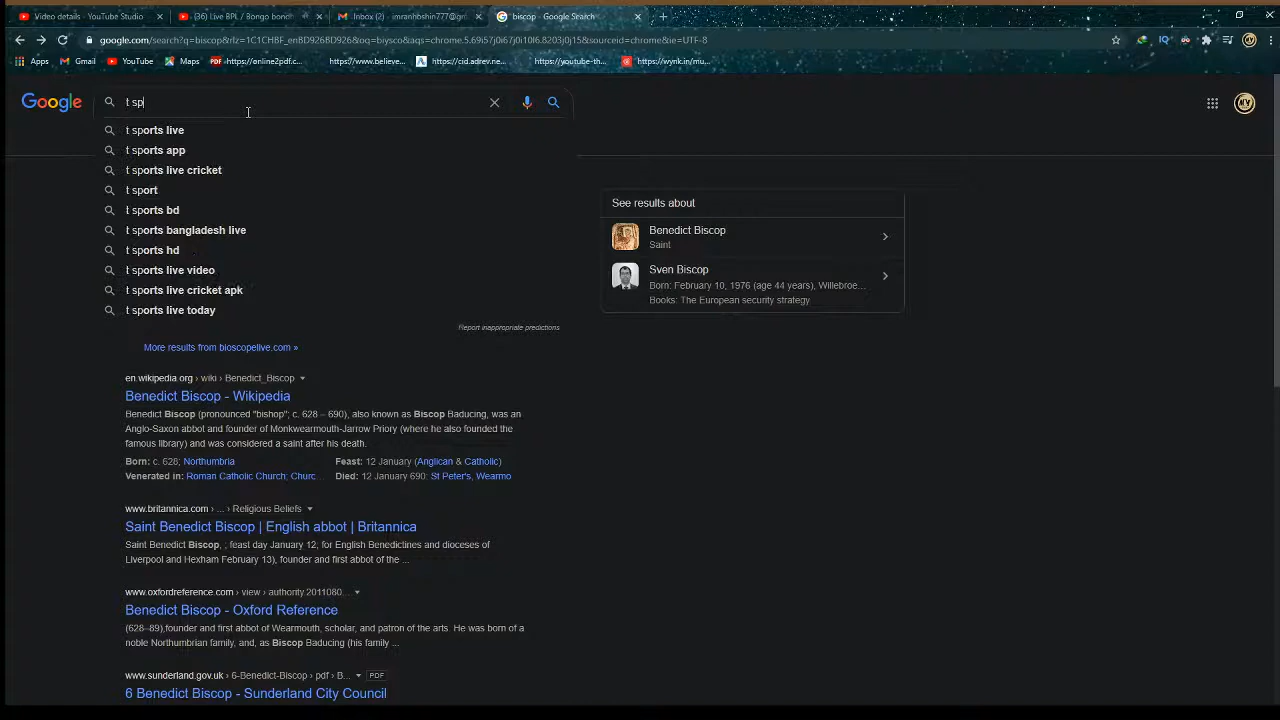 Video details - YouTube Studio
(36) Live BPL / Bongo bondh
Inbox (2) - imranhoshin777@gm
biscop - Google Search
google.com/search?q=biscop&rlz=1C1CHBF_enBD926BD926&oq=biysco&aqs=chrome.5.69i57j0i67j0i10l6.8203j0j15&sourceid=chrome&ie=UTF-8
Apps
Gmail
YouTube
Maps
https://online2pdf.c...
https://www.believe...
https://cid.adrev.ne...
https://youtube-th...
https://wynk.in/mu...
Google
t sp
t sports live
t sports app
t sports live cricket
t sport
t sports bd
t sports bangladesh live
t sports hd
t sports live video
t sports live cricket apk
t sports live today
Report inappropriate predictions
More results from bioscopelive.com »
en.wikipedia.org › wiki › Benedict_Biscop
Benedict Biscop - Wikipedia
Benedict Biscop (pronounced "bishop"; c. 628 – 690), also known as Biscop Baducing, was an
Anglo-Saxon abbot and founder of Monkwearmouth-Jarrow Priory (where he also founded the
famous library) and was considered a saint after his death.
Born: c. 628; Northumbria
Feast: 12 January (Anglican & Catholic)
Venerated in: Roman Catholic Church; Churc...
Died: 12 January 690; St Peter's, Wearmo
www.britannica.com › ... › Religious Beliefs
Saint Benedict Biscop | English abbot | Britannica
Saint Benedict Biscop, ; feast day January 12; for English Benedictines and dioceses of
Liverpool and Hexham February 13), founder and first abbot of the ...
www.oxfordreference.com › view › authority.2011080...
Benedict Biscop - Oxford Reference
(628–89),founder and first abbot of Wearmouth, scholar, and patron of the arts. He was born of a
noble Northumbrian family, and, as Biscop Baducing (his family ...
www.sunderland.gov.uk › 6-Benedict-Biscop › pdf › B...
PDF
6 Benedict Biscop - Sunderland City Council
See results about
Benedict Biscop
Saint
Sven Biscop
Born: February 10, 1976 (age 44 years), Willebroe...
Books: The European security strategy